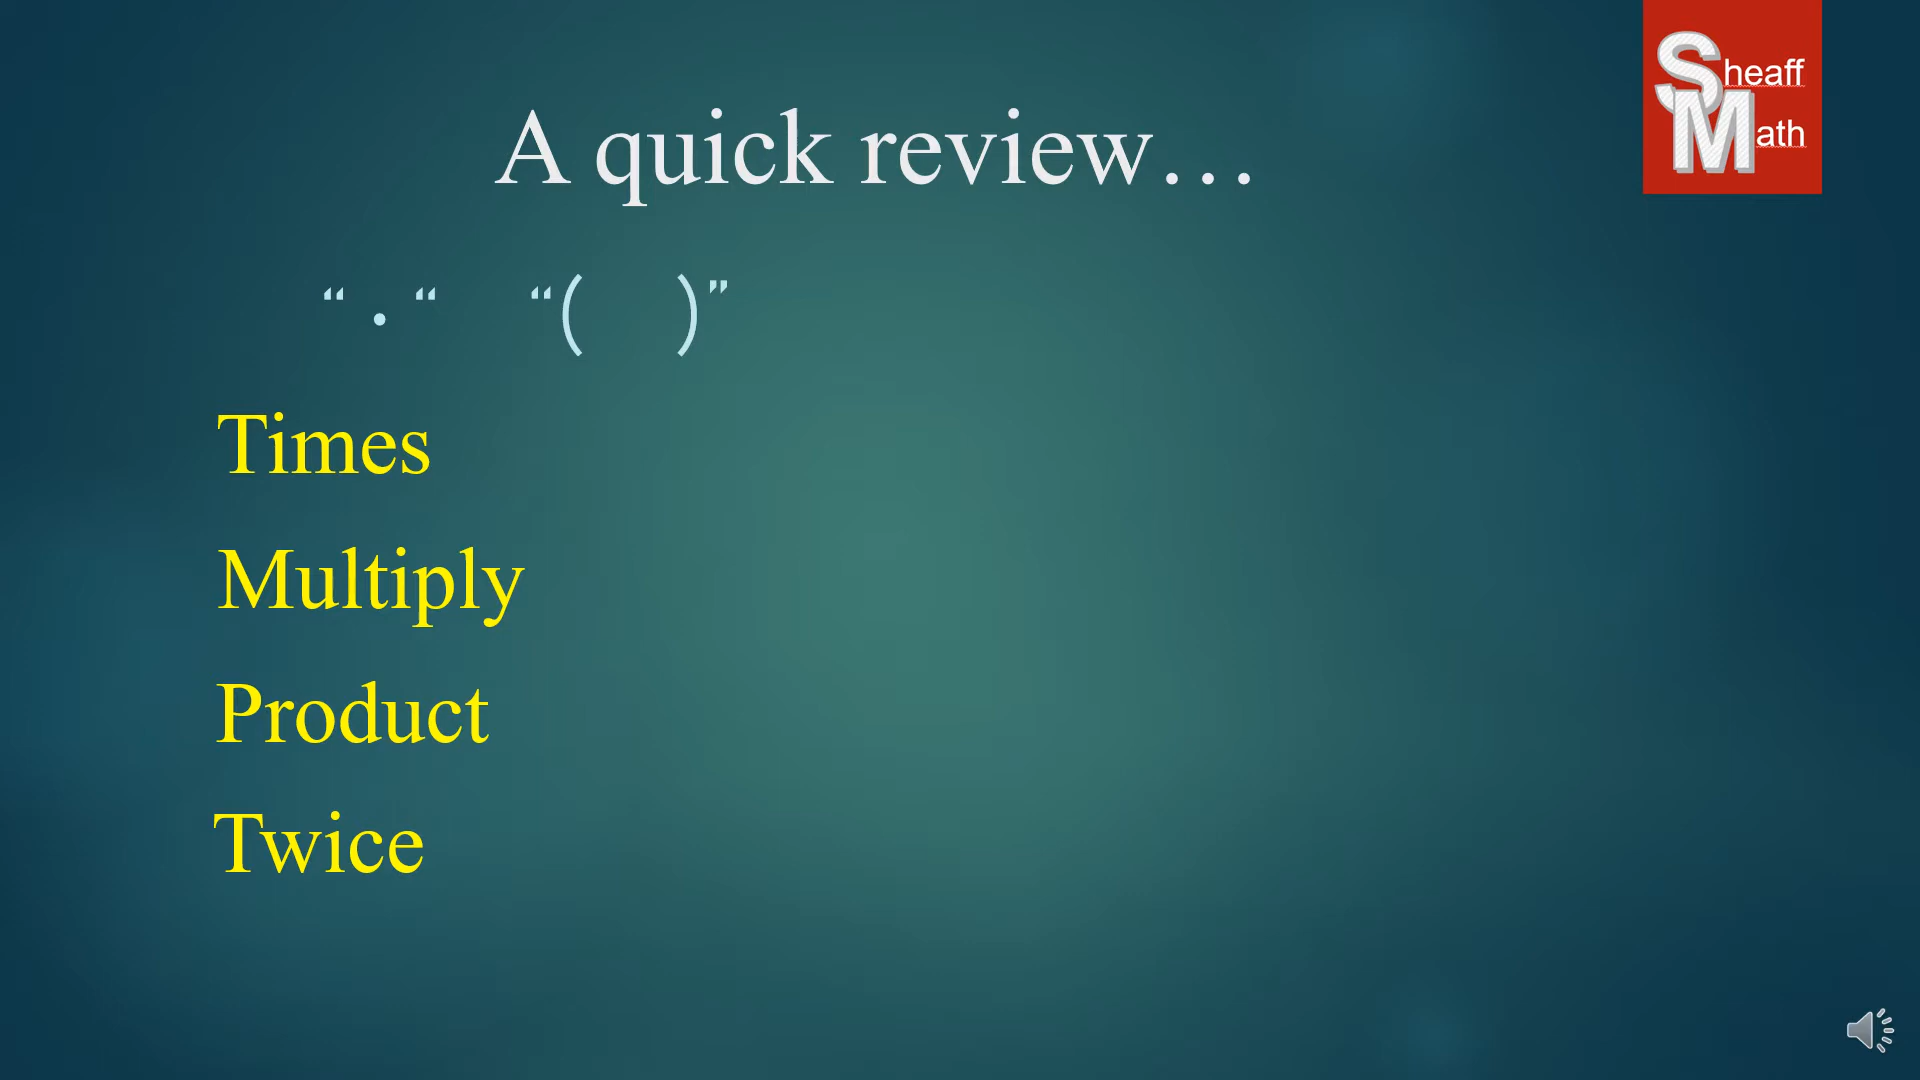 Sheaff
Math
A quick review…
“ · “ “( )”
Times
Multiply
Product
Twice